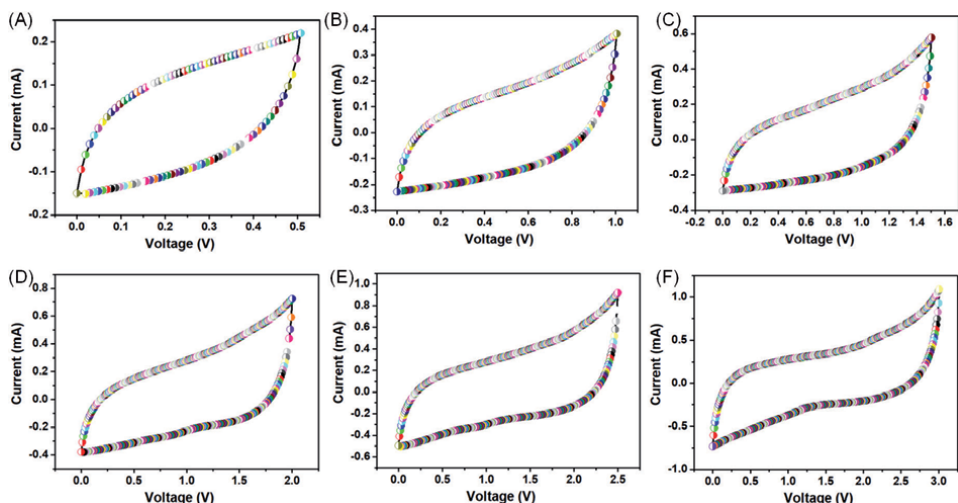 (A)
Current (mA)
0.2
0.1
0.0
-0.1
-0.2
0.0 0.1 0.2 0.3 0.4 0.5
Voltage (V)
(B)
Current (mA)
0.4
0.3
0.2
0.1
0.0
-0.1
-0.2
-0.3
0.0 0.2 0.4 0.6 0.8 1.0
Voltage (V)
(C)
Current (mA)
0.6
0.4
0.2
0.0
-0.2
-0.4
-0.2 0.0 0.2 0.4 0.6 0.8 1.0 1.2 1.4 1.6
Voltage (V)
(D)
Current (mA)
0.8
0.6
0.4
0.2
0.0
-0.2
-0.4
0.0 0.5 1.0 1.5 2.0
Voltage (V)
(E)
Current (mA)
1.0
0.8
0.6
0.4
0.2
0.0
-0.2
-0.4
-0.6
0.0 0.5 1.0 1.5 2.0 2.5
Voltage (V)
(F)
Current (mA)
1.0
0.5
0.0
-0.5
-1.0
0.0 0.5 1.0 1.5 2.0 2.5 3.0
Voltage (V)